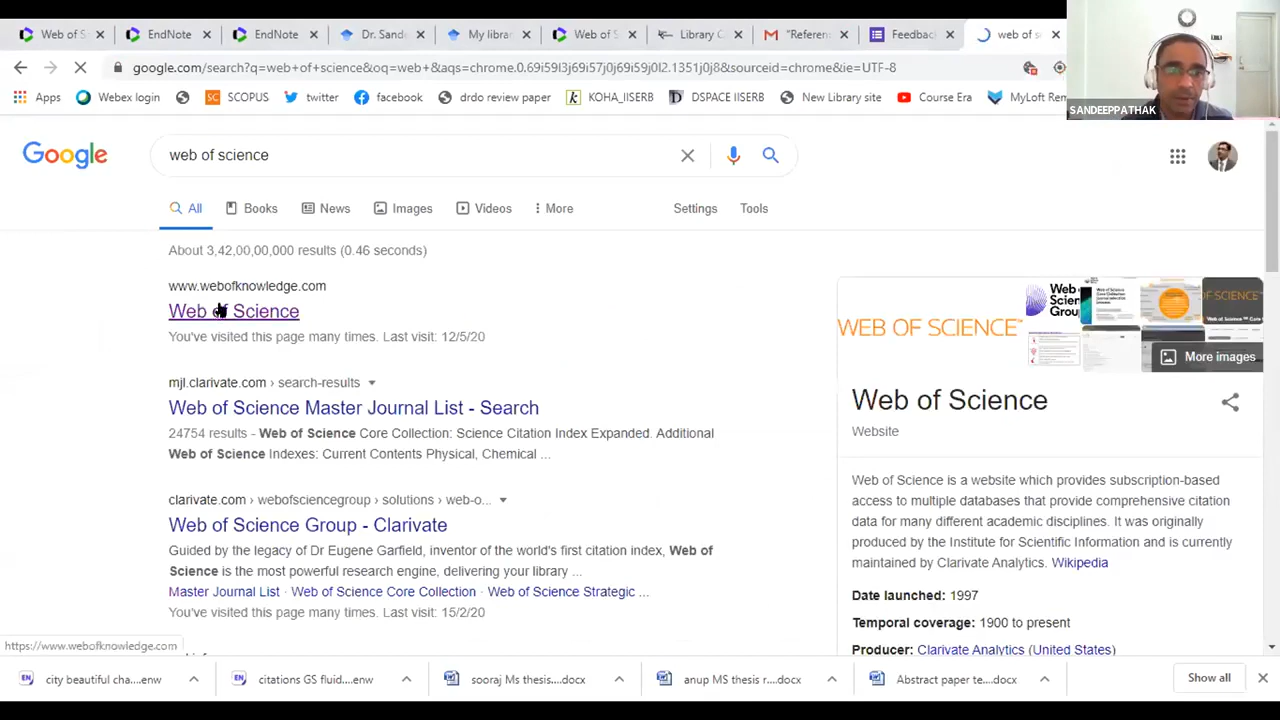 Web of S
EndNote
EndNote
Dr. Sande
My library
Web of S
Library C
"Referen
Feedbac
web of s
google.com/search?q=web+of+science&oq=web+&aqs=chrome.0.69i59l3j69i57j0j69i59j0l2.1351j0j8&sourceid=chrome&ie=UTF-8
Apps
Webex login
SCOPUS
twitter
facebook
drdo review paper
KOHA_IISERB
DSPACE IISERB
New Library site
Course Era
MyLoft Rem
SANDEEPPATHAK
Google
web of science
All
Books
News
Images
Videos
More
Settings
Tools
About 3,42,00,00,000 results (0.46 seconds)
www.webofknowledge.com
Web of Science
You've visited this page many times. Last visit: 12/5/20
mjl.clarivate.com › search-results
Web of Science Master Journal List - Search
24754 results - Web of Science Core Collection: Science Citation Index Expanded. Additional
Web of Science Indexes: Current Contents Physical, Chemical ...
clarivate.com › webofsciencegroup › solutions › web-o...
Web of Science Group - Clarivate
Guided by the legacy of Dr Eugene Garfield, inventor of the world's first citation index, Web of
Science is the most powerful research engine, delivering your library ...
Master Journal List · Web of Science Core Collection · Web of Science Strategic ...
You've visited this page many times. Last visit: 15/2/20
WEB OF SCIENCE™
More images
Web of Science
Website
Web of Science is a website which provides subscription-based
access to multiple databases that provide comprehensive citation
data for many different academic disciplines. It was originally
produced by the Institute for Scientific Information and is currently
maintained by Clarivate Analytics. Wikipedia
Date launched: 1997
Temporal coverage: 1900 to present
Producer: Clarivate Analytics (United States)
https://www.webofknowledge.com
city beautiful cha....enw
citations GS fluid....enw
sooraj Ms thesis....docx
anup MS thesis r....docx
Abstract paper te....docx
Show all